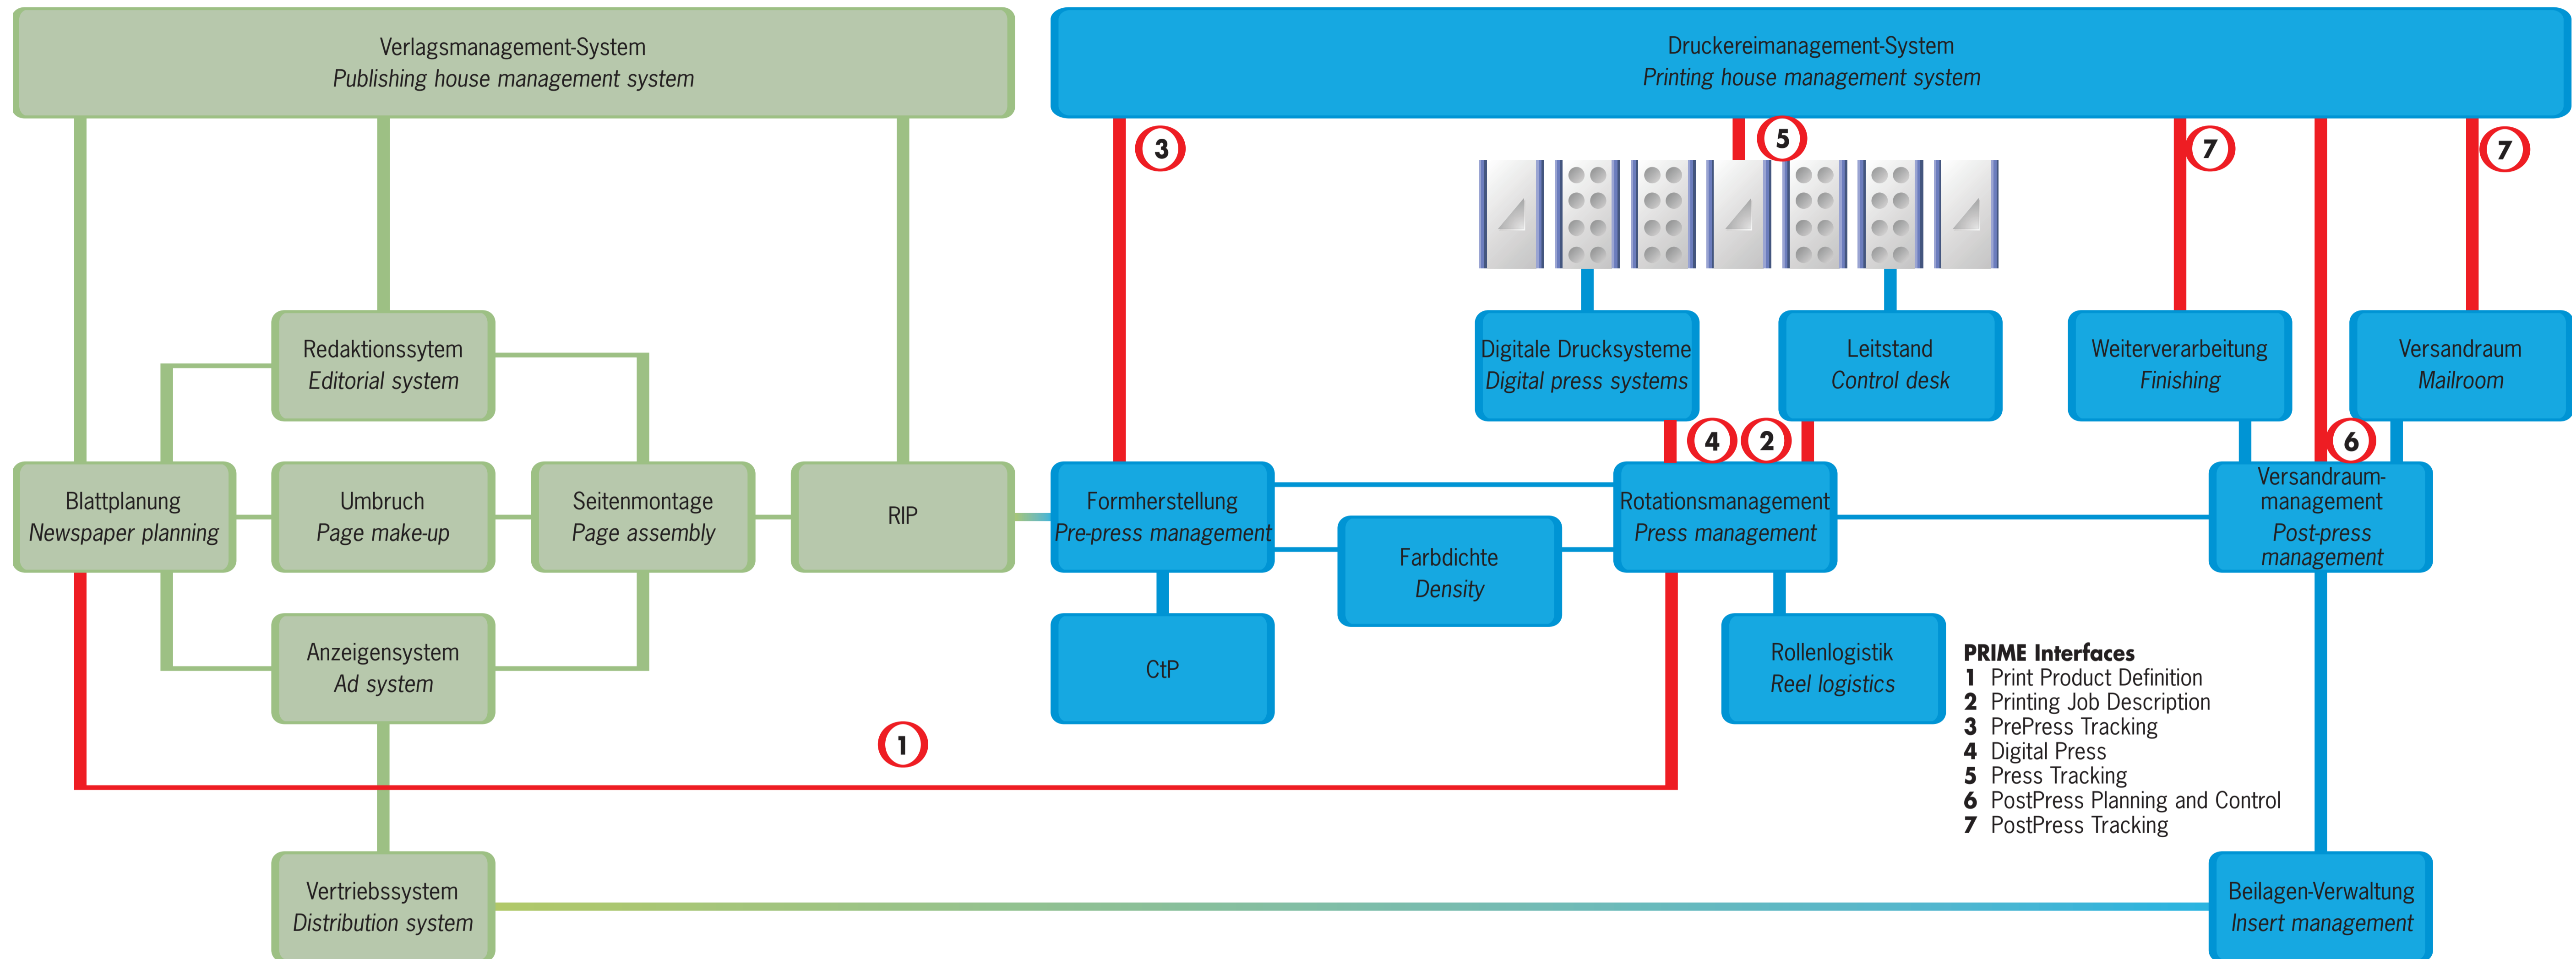 Verlagsmanagement-System
Publishing house management system
Druckereimanagement-System
Printing house management system
3
5
7
7
Redaktionssytem
Editorial system
Digitale Drucksysteme
Digital press systems
Leitstand
Control desk
Weiterverarbeitung
Finishing
Versandraum
Mailroom
4
2
6
Blattplanung
Newspaper planning
Umbruch
Page make-up
Seitenmontage
Page assembly
RIP
Formherstellung
Pre-press management
Farbdichte
Density
Rotationsmanagement
Press management
Versandraum-
management
Post-press
management
Anzeigensystem
Ad system
CtP
Rollenlogistik
Reel logistics
1
PRIME Interfaces
1 Print Product Definition
2 Printing Job Description
3 PrePress Tracking
4 Digital Press
5 Press Tracking
6 PostPress Planning and Control
7 PostPress Tracking
Vertriebssystem
Distribution system
Beilagen-Verwaltung
Insert management